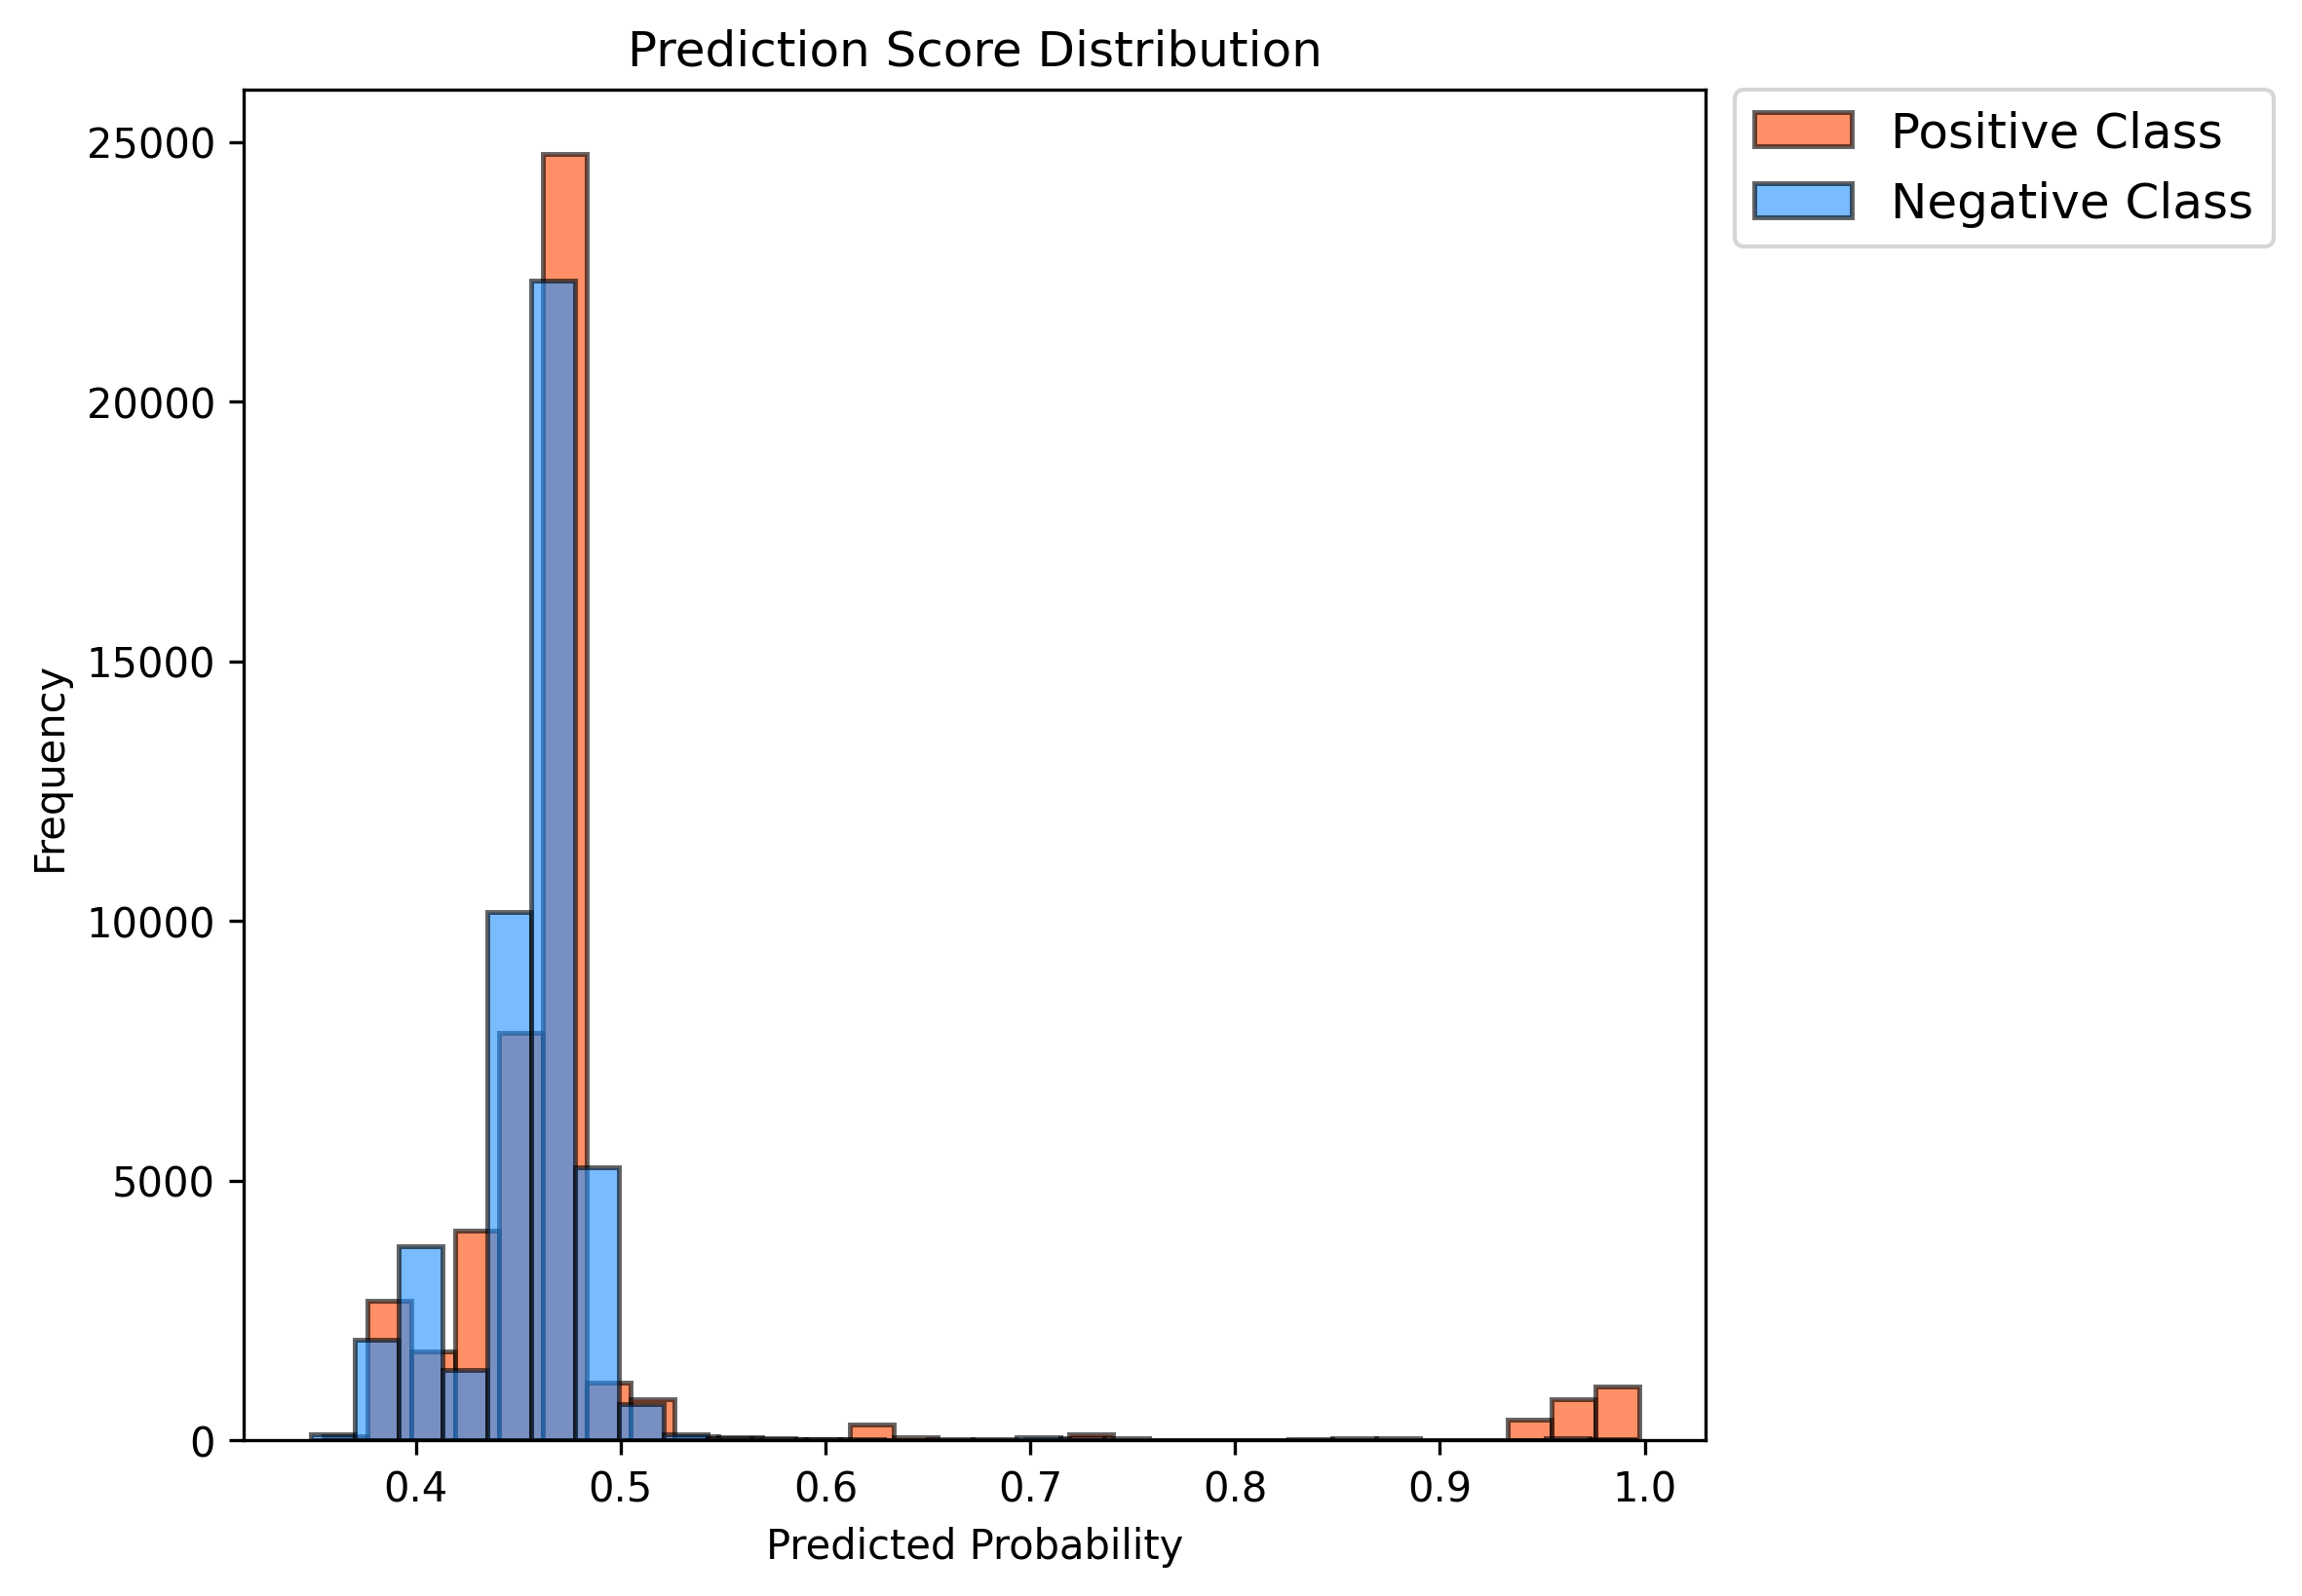 Prediction Score Distribution
Positive Class
Negative Class
25000
20000
15000
10000
5000
0
Frequency
0.4 0.5 0.6 0.7 0.8 0.9 1.0
Predicted Probability